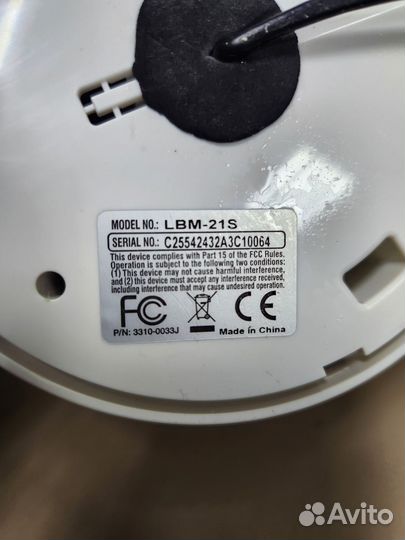 MODEL NO.: LBM-21S
SERIAL NO.: C25542432A3C10064
This device complies with Part 15 of the FCC Rules.
Operation is subject to the following two conditions:
(1) This device may not cause harmful interference,
and (2) this device must accept any interference received,
including interference that may cause undesired operation.
FC CE
P/N: 3310-0033J Made in China
Avito